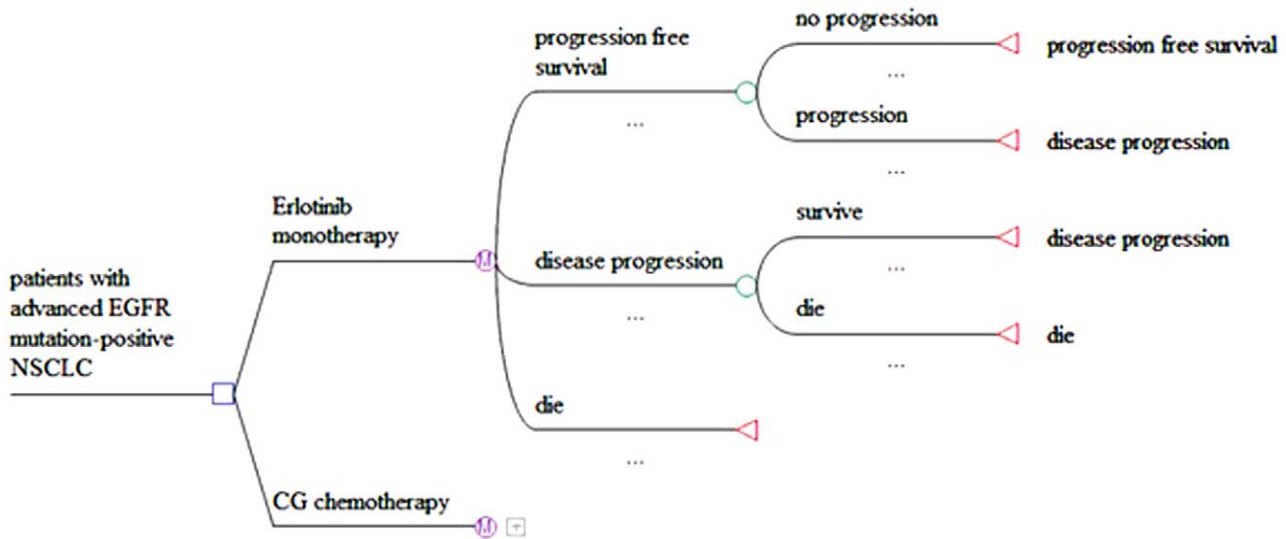 no progression
progression free
survival
progression free survival
...
...
progression
disease progression
...
Erlotinib
monotherapy
survive
disease progression
disease progression
...
patients with
advanced EGFR
mutation-positive
NSCLC
...
die
die
...
die
...
CG chemotherapy
M
M
+